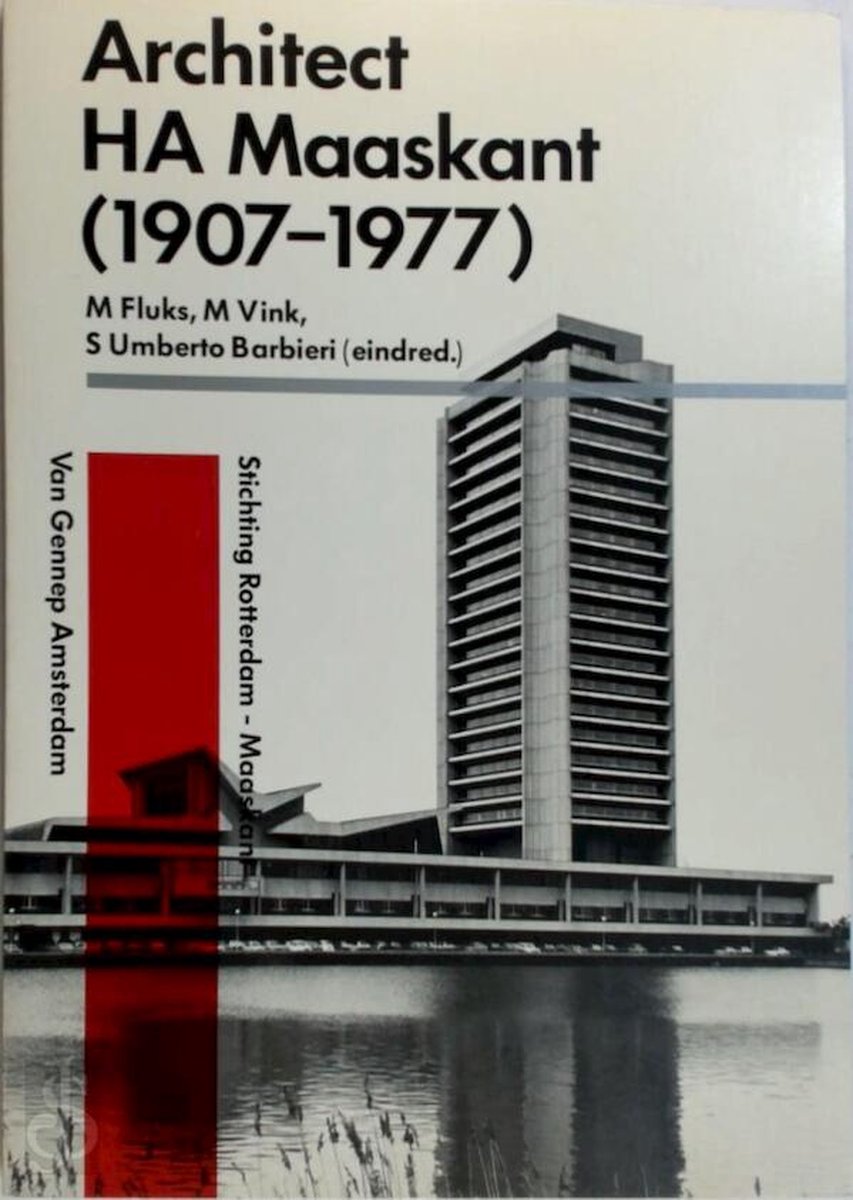 Architect
HA Maaskant
(1907–1977)
M Fluks, M Vink,
S Umberto Barbieri (eindred.)
Van Gennep Amsterdam
Stichting Rotterdam - Maaskant